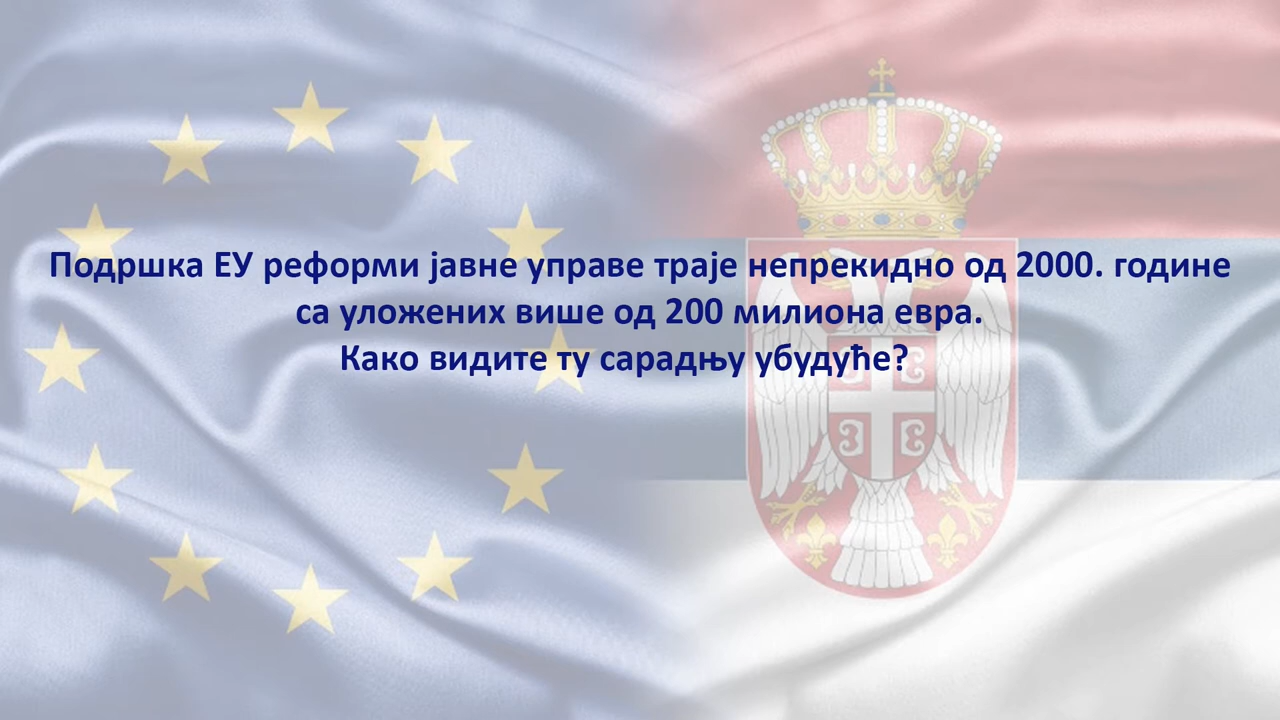 Подршка ЕУ реформи јавне управе траје непрекидно од 2000. године
са уложених више од 200 милиона евра.
Како видите ту сарадњу убудуће?